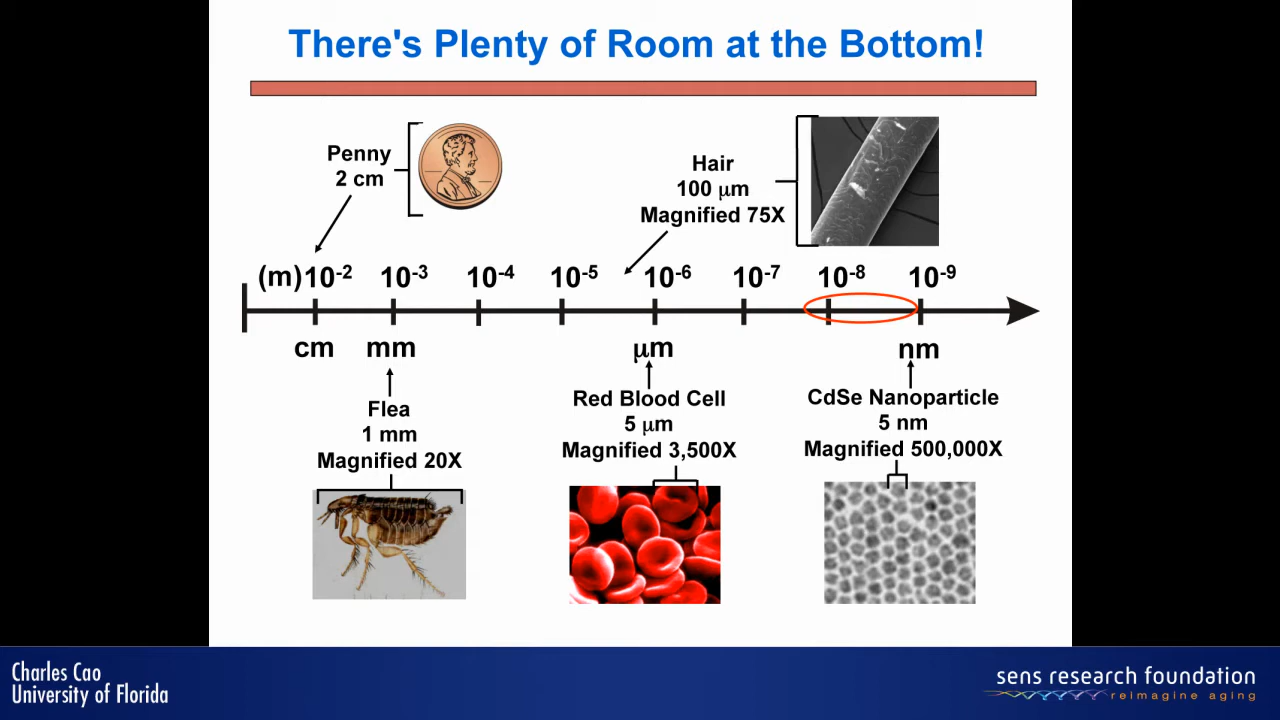 There's Plenty of Room at the Bottom!
Penny
2 cm
Hair
100 μm
Magnified 75X
(m) 10⁻² 10⁻³ 10⁻⁴ 10⁻⁵ 10⁻⁶ 10⁻⁷ 10⁻⁸ 10⁻⁹
cm mm μm nm
Flea
1 mm
Magnified 20X
Red Blood Cell
5 μm
Magnified 3,500X
CdSe Nanoparticle
5 nm
Magnified 500,000X
Charles Cao
University of Florida
sens research foundation
reimagine aging